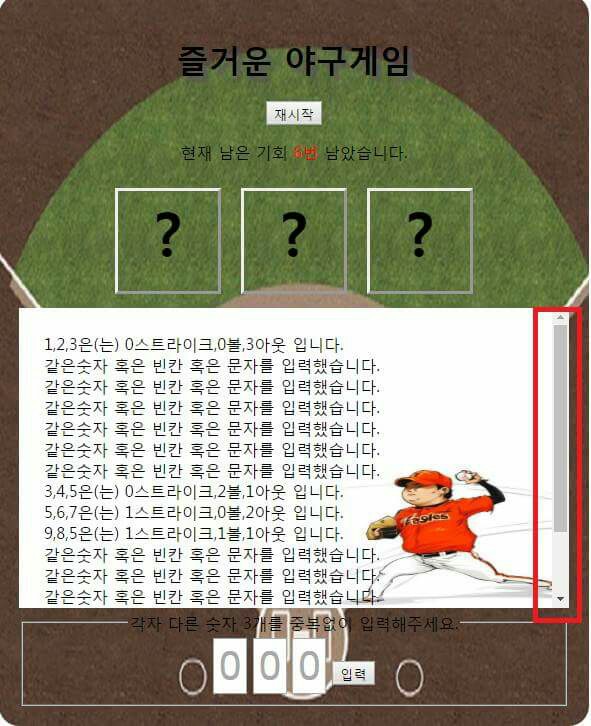 즐거운 야구게임
재시작
현재 남은 기회 6번 남았습니다.
? ? ?
1,2,3은(는) 0스트라이크,0볼,3아웃 입니다.
같은숫자 혹은 빈칸 혹은 문자를 입력했습니다.
같은숫자 혹은 빈칸 혹은 문자를 입력했습니다.
같은숫자 혹은 빈칸 혹은 문자를 입력했습니다.
같은숫자 혹은 빈칸 혹은 문자를 입력했습니다.
같은숫자 혹은 빈칸 혹은 문자를 입력했습니다.
같은숫자 혹은 빈칸 혹은 문자를 입력했습니다.
3,4,5은(는) 0스트라이크,2볼,1아웃 입니다.
5,6,7은(는) 1스트라이크,0볼,2아웃 입니다.
9,8,5은(는) 1스트라이크,1볼,1아웃 입니다.
같은숫자 혹은 빈칸 혹은 문자를 입력했습니다.
같은숫자 혹은 빈칸 혹은 문자를 입력했습니다.
같은숫자 혹은 빈칸 혹은 문자를 입력했습니다.
Eagles
각자 다른 숫자 3개를 중복없이 입력해주세요.
0 0 0 입력